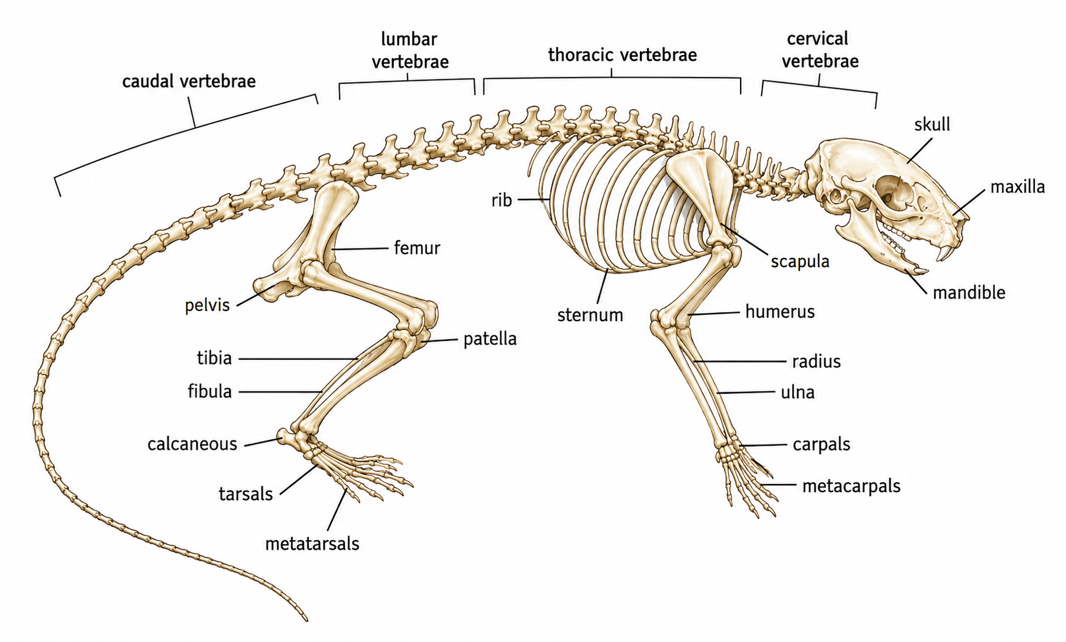 lumbar
vertebrae
thoracic vertebrae
cervical
vertebrae
caudal vertebrae
skull
maxilla
rib
femur
scapula
mandible
pelvis
sternum
humerus
patella
tibia
radius
fibula
ulna
calcaneous
carpals
tarsals
metacarpals
metatarsals